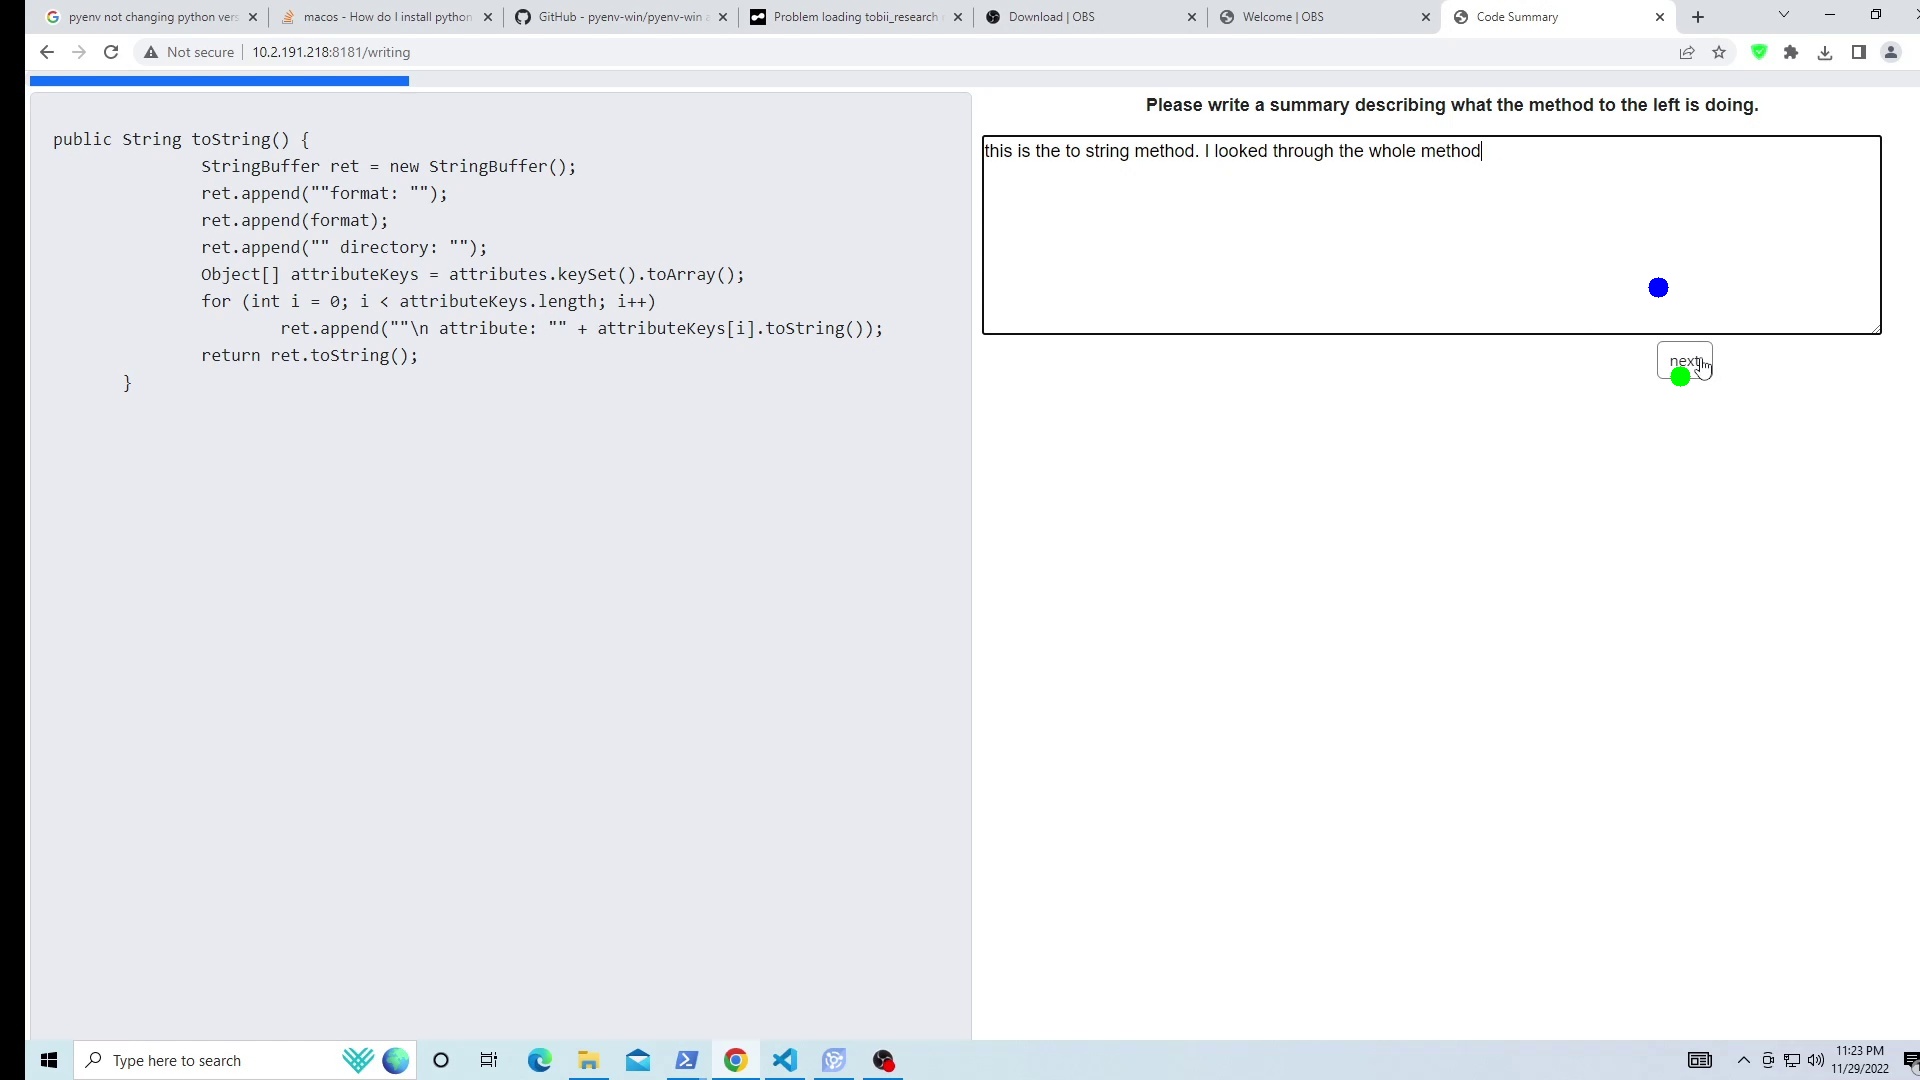 pyenv not changing python vers
macos - How do I install python
GitHub - pyenv-win/pyenv-win a
Problem loading tobii_research
Download | OBS
Welcome | OBS
Code Summary
Not secure
10.2.191.218:8181/writing
public String toString() {
StringBuffer ret = new StringBuffer();
ret.append(""format: "");
ret.append(format);
ret.append("" directory: "");
Object[] attributeKeys = attributes.keySet().toArray();
for (int i = 0; i < attributeKeys.length; i++)
ret.append(""\n attribute: "" + attributeKeys[i].toString());
return ret.toString();
}
Please write a summary describing what the method to the left is doing.
this is the to string method. I looked through the whole method
next
Type here to search
11:23 PM
11/29/2022